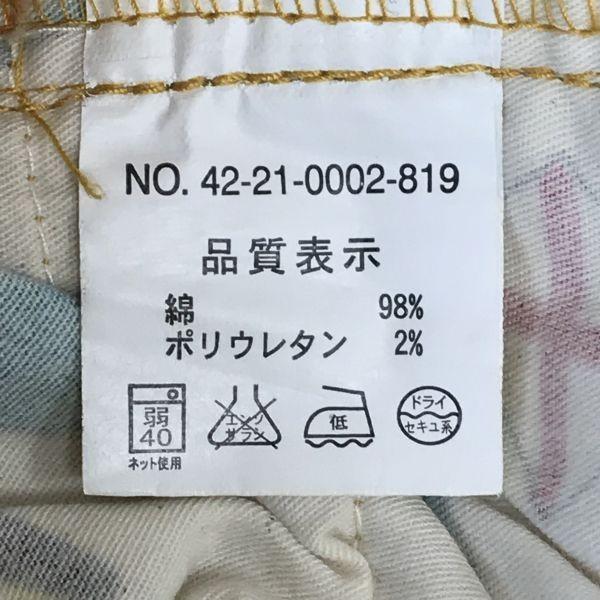 NO. 42-21-0002-819
品質表示
綿 98%
ポリウレタン 2%
弱 40
エンソ サラシ
低
ドライ セキユ系
ネット使用